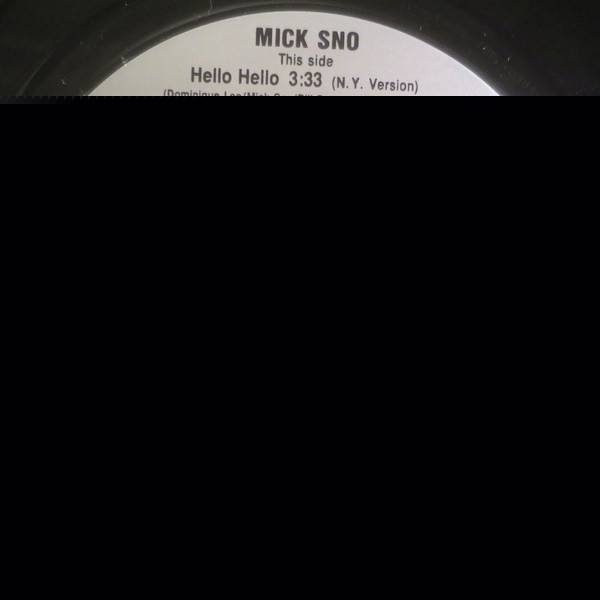 MICK SNO
This side
Hello Hello 3:33 (N.Y. Version)